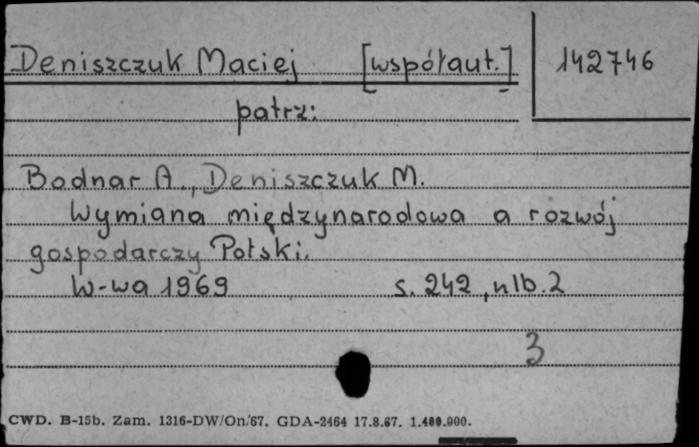 Deniszczuk Maciej [współaut.] 142746
patrz:
Bodnar A., Deniszczuk M.
Wymiana międzynarodowa a rozwój
gospodarczy Polski.
W-wa 1969 s. 242, nlb. 2
3
CWD. B-15b. Zam. 1316-DW/On/67. GDA-2464 17.8.67. 1.400.000.